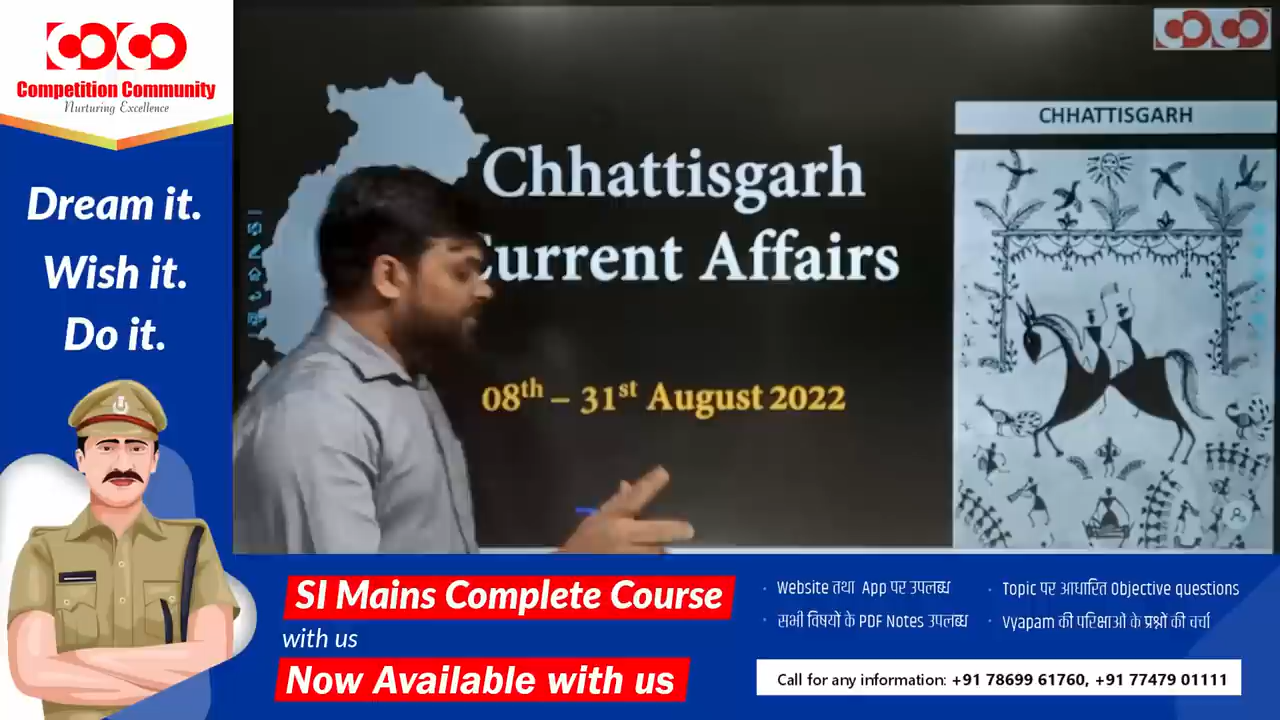 Competition Community
Nurturing Excellence
Dream it.
Wish it.
Do it.
CHHATTISGARH
Chhattisgarh
Current Affairs
08th – 31st August 2022
SI Mains Complete Course
with us
Now Available with us
· Website तथा App पर उपलब्ध
· सभी विषयों के PDF Notes उपलब्ध
· Topic पर आधारित Objective questions
· Vyapam की परिक्षाओं के प्रश्नों की चर्चा
Call for any information: +91 78699 61760, +91 77479 01111